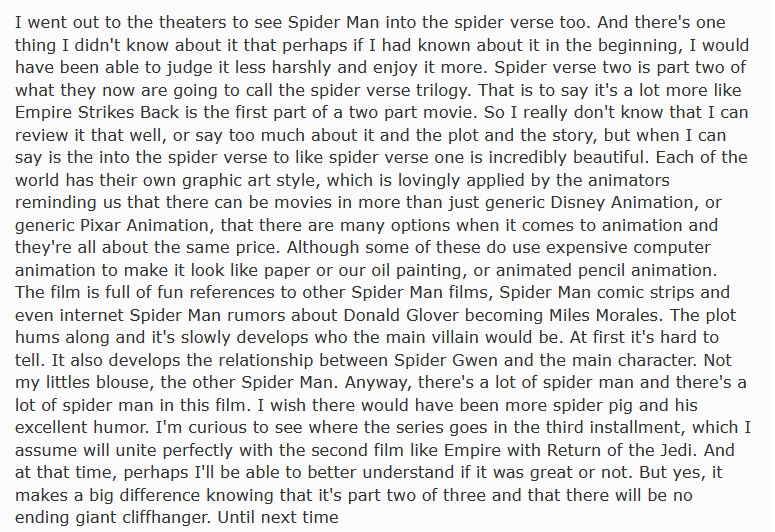 I went out to the theaters to see Spider Man into the spider verse too. And there's one
thing I didn't know about it that perhaps if I had known about it in the beginning, I would
have been able to judge it less harshly and enjoy it more. Spider verse two is part two of
what they now are going to call the spider verse trilogy. That is to say it's a lot more like
Empire Strikes Back is the first part of a two part movie. So I really don't know that I can
review it that well, or say too much about it and the plot and the story, but when I can
say is the into the spider verse to like spider verse one is incredibly beautiful. Each of the
world has their own graphic art style, which is lovingly applied by the animators
reminding us that there can be movies in more than just generic Disney Animation, or
generic Pixar Animation, that there are many options when it comes to animation and
they're all about the same price. Although some of these do use expensive computer
animation to make it look like paper or our oil painting, or animated pencil animation.
The film is full of fun references to other Spider Man films, Spider Man comic strips and
even internet Spider Man rumors about Donald Glover becoming Miles Morales. The plot
hums along and it's slowly develops who the main villain would be. At first it's hard to
tell. It also develops the relationship between Spider Gwen and the main character. Not
my littles blouse, the other Spider Man. Anyway, there's a lot of spider man and there's a
lot of spider man in this film. I wish there would have been more spider pig and his
excellent humor. I'm curious to see where the series goes in the third installment, which I
assume will unite perfectly with the second film like Empire with Return of the Jedi. And
at that time, perhaps I'll be able to better understand if it was great or not. But yes, it
makes a big difference knowing that it's part two of three and that there will be no
ending giant cliffhanger. Until next time